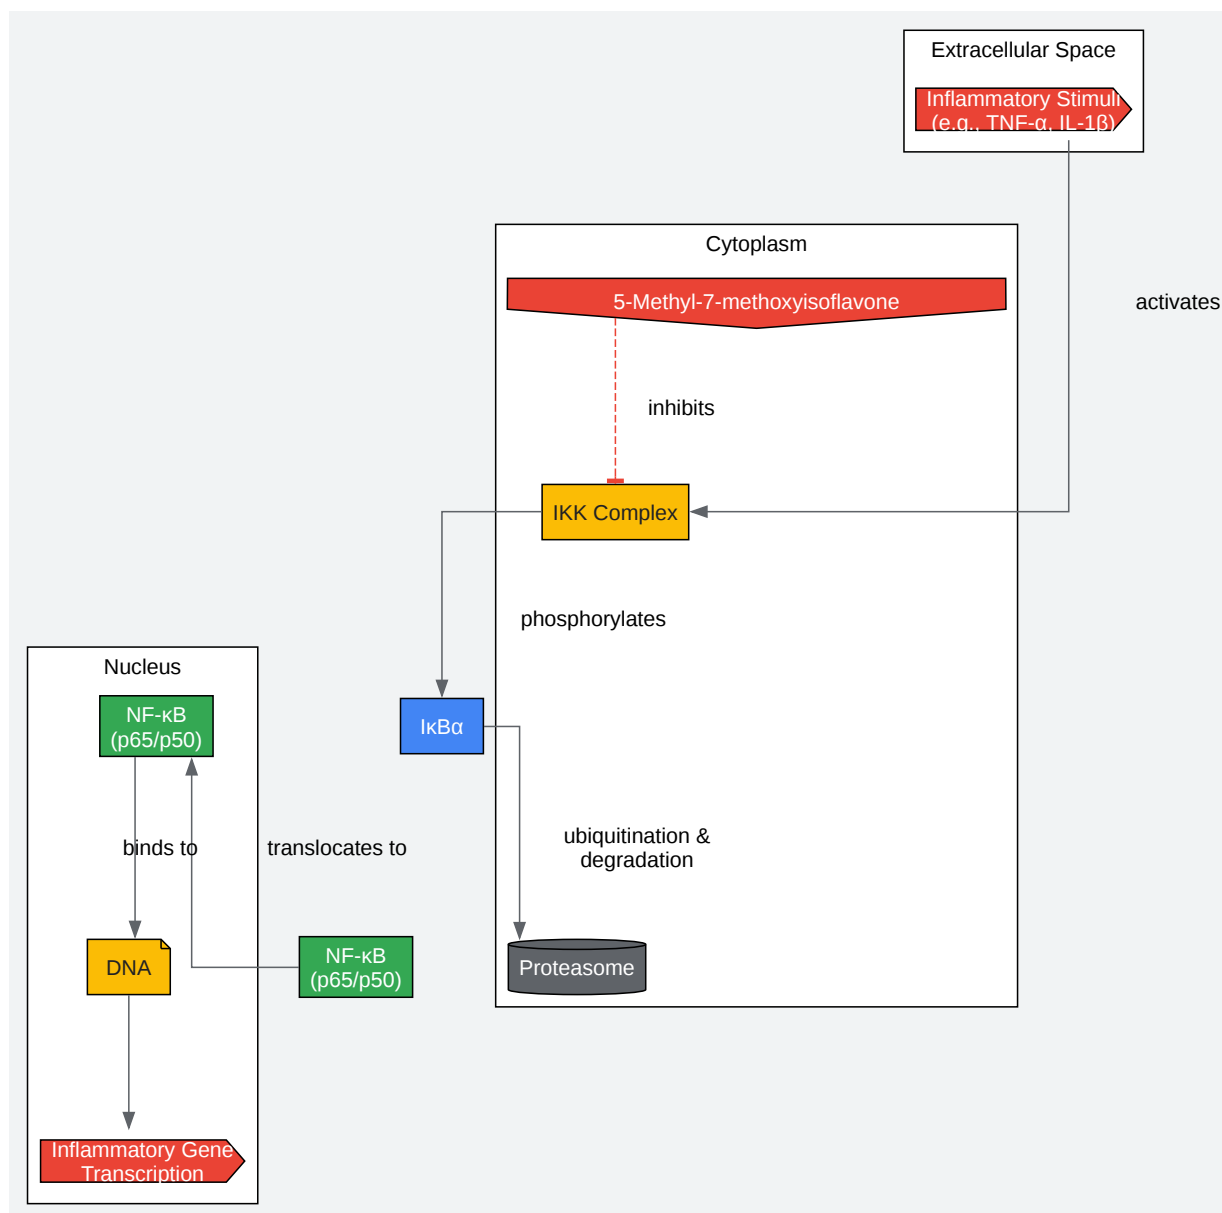 Extracellular Space
Inflammatory Stimuli
(e.g., TNF-α, IL-1β)
Cytoplasm
5-Methyl-7-methoxyisoflavone
activates
inhibits
IKK Complex
phosphorylates
Nucleus
NF-κB
(p65/p50)
IκBα
binds to
translocates to
ubiquitination &
degradation
DNA
NF-κB
(p65/p50)
Proteasome
Inflammatory Gene
Transcription